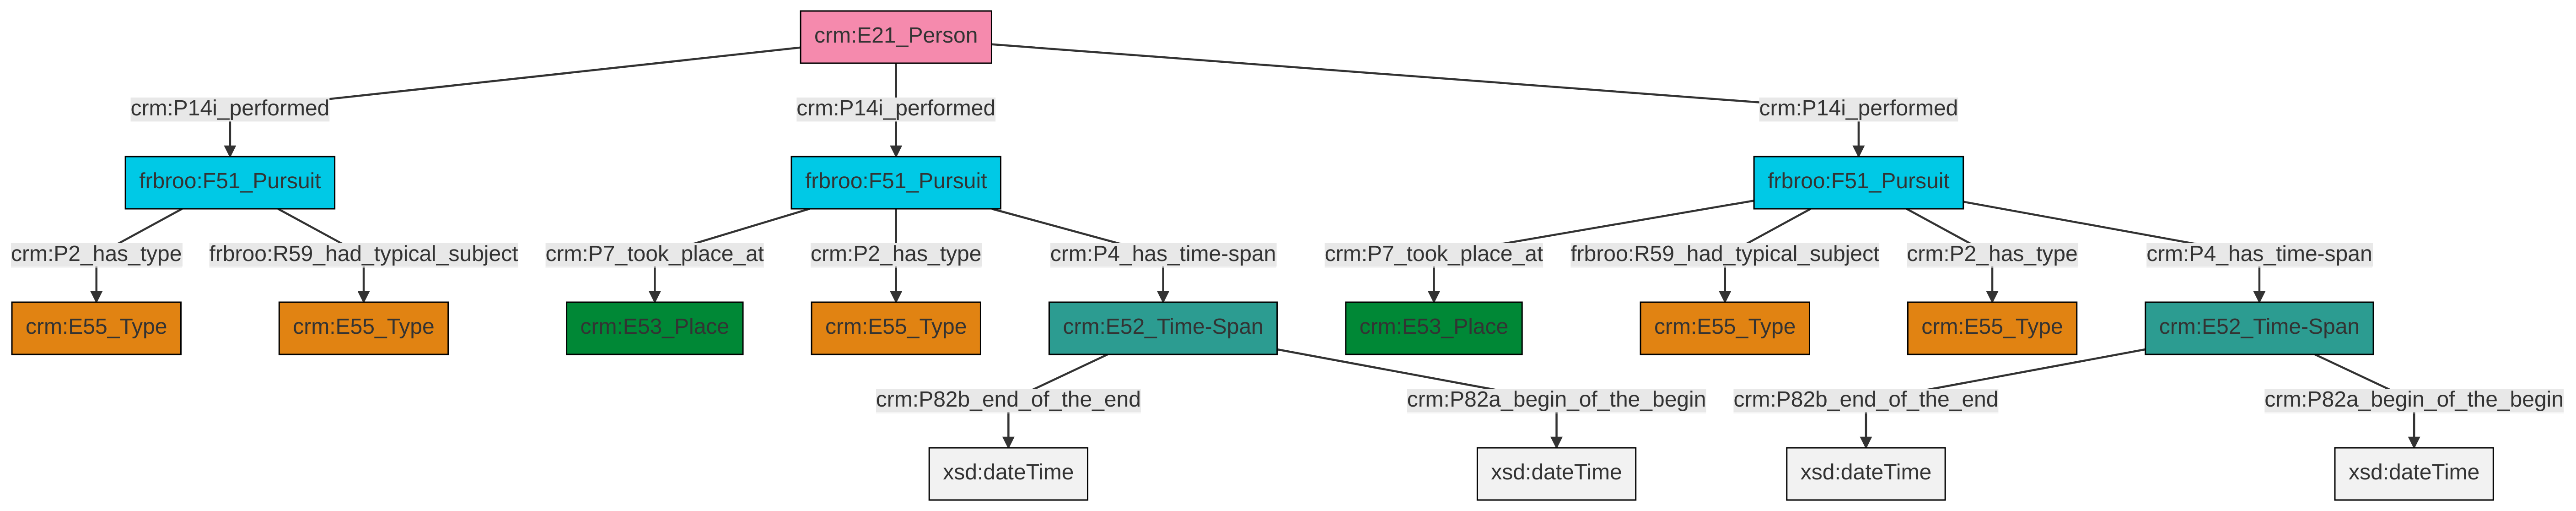 crm:E21_Person
crm:P14i_performed
crm:P14i_performed
crm:P14i_performed
frbroo:F51_Pursuit
frbroo:F51_Pursuit
frbroo:F51_Pursuit
crm:P2_has_type
frbroo:R59_had_typical_subject
crm:P7_took_place_at
crm:P2_has_type
crm:P4_has_time-span
crm:P7_took_place_at
frbroo:R59_had_typical_subject
crm:P2_has_type
crm:P4_has_time-span
crm:E55_Type
crm:E55_Type
crm:E53_Place
crm:E55_Type
crm:E52_Time-Span
crm:E53_Place
crm:E55_Type
crm:E55_Type
crm:E52_Time-Span
crm:P82b_end_of_the_end
crm:P82a_begin_of_the_begin
crm:P82b_end_of_the_end
crm:P82a_begin_of_the_begin
xsd:dateTime
xsd:dateTime
xsd:dateTime
xsd:dateTime